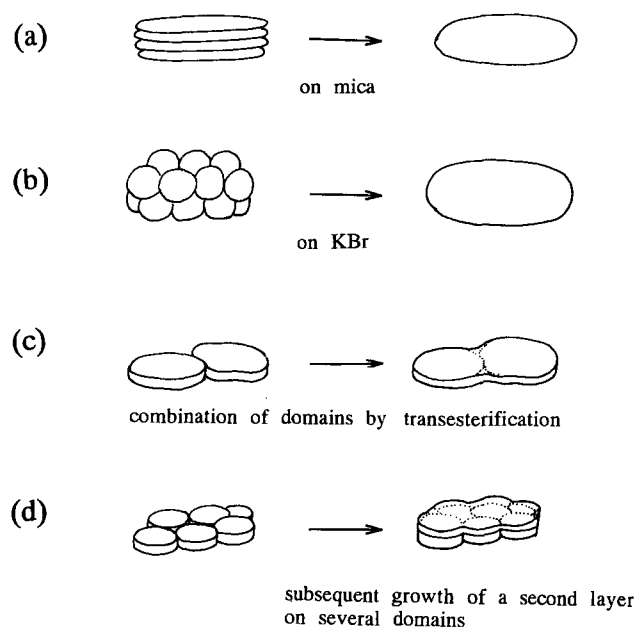 (a)
on mica
(b)
on KBr
(c)
combination of domains by transesterification
(d)
subsequent growth of a second layer
on several domains